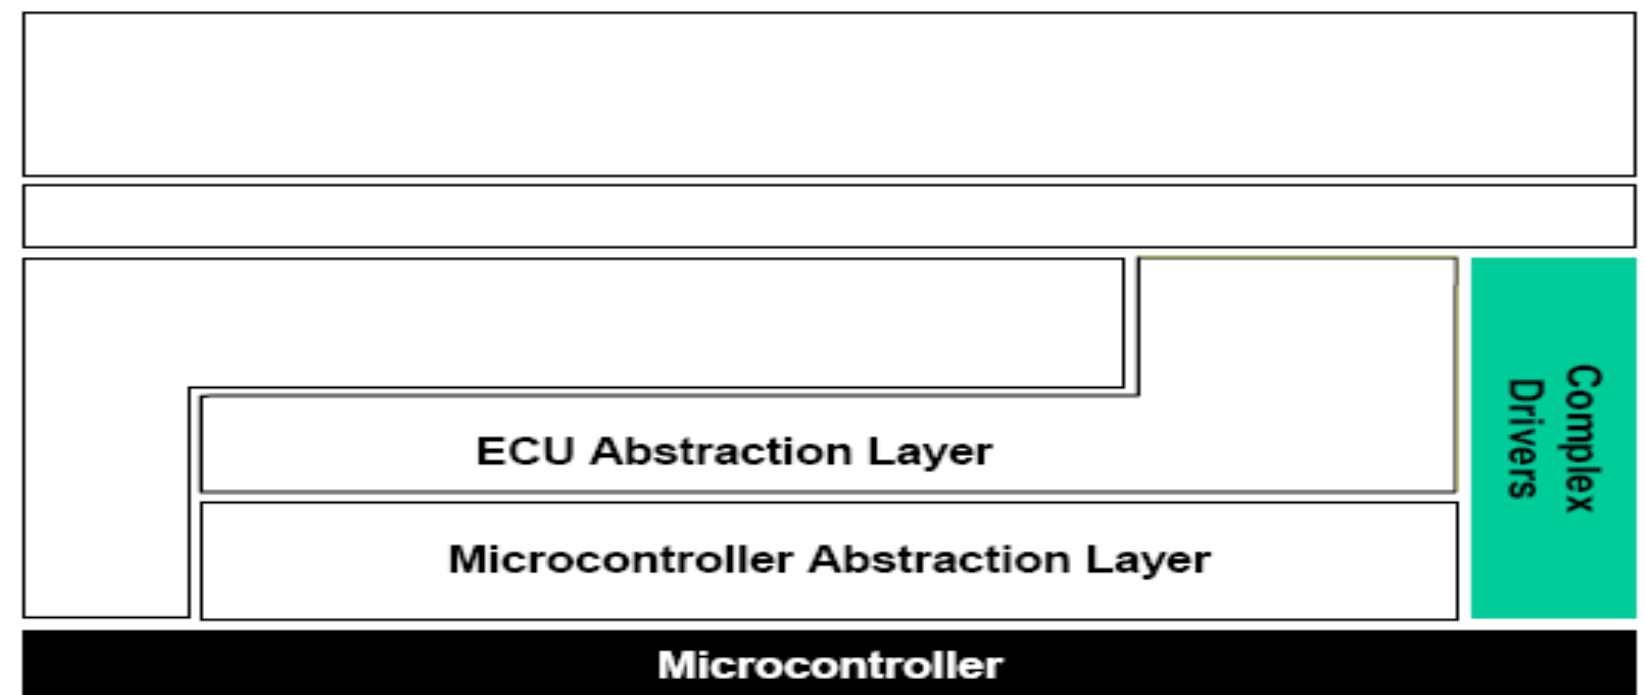 ECU Abstraction Layer
Microcontroller Abstraction Layer
Complex
Drivers
Microcontroller